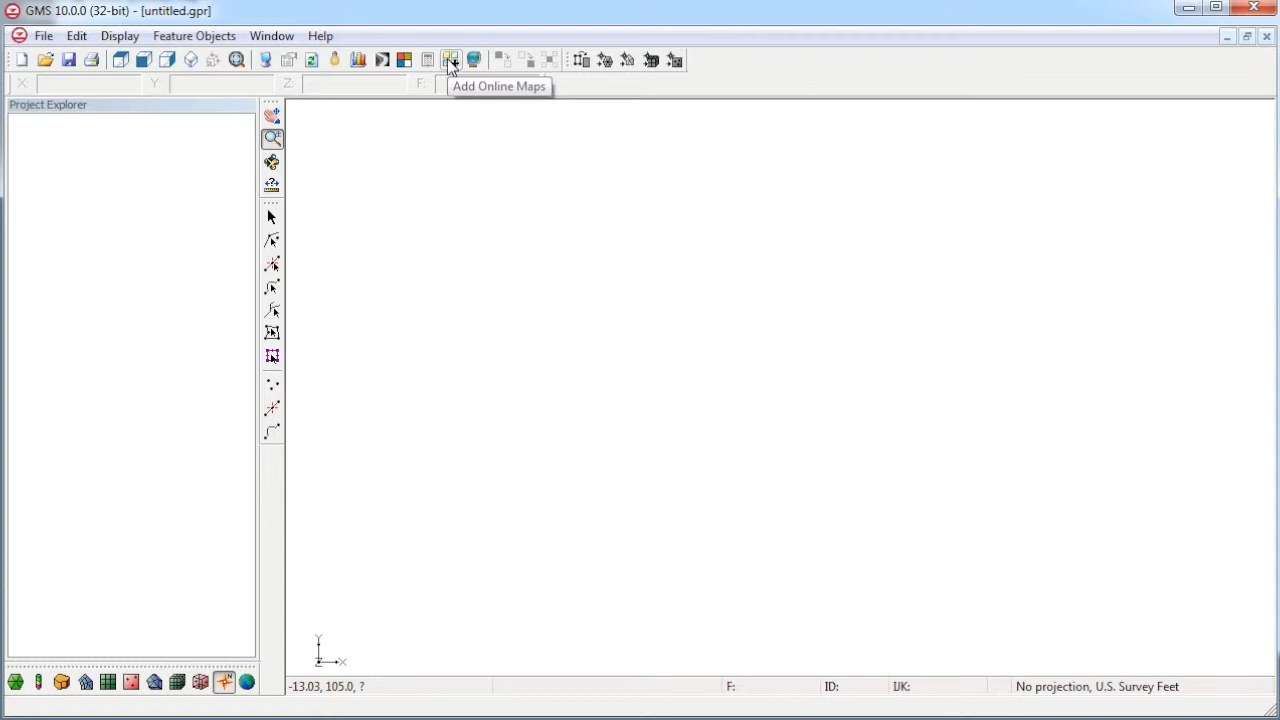 GMS 10.0.0 (32-bit) - [untitled.gpr]
File Edit Display Feature Objects Window Help
X: Y: Z: F:
Add Online Maps
Project Explorer
Y
Z X
-13.03, 105.0, ? F: ID: IJK: No projection, U.S. Survey Feet